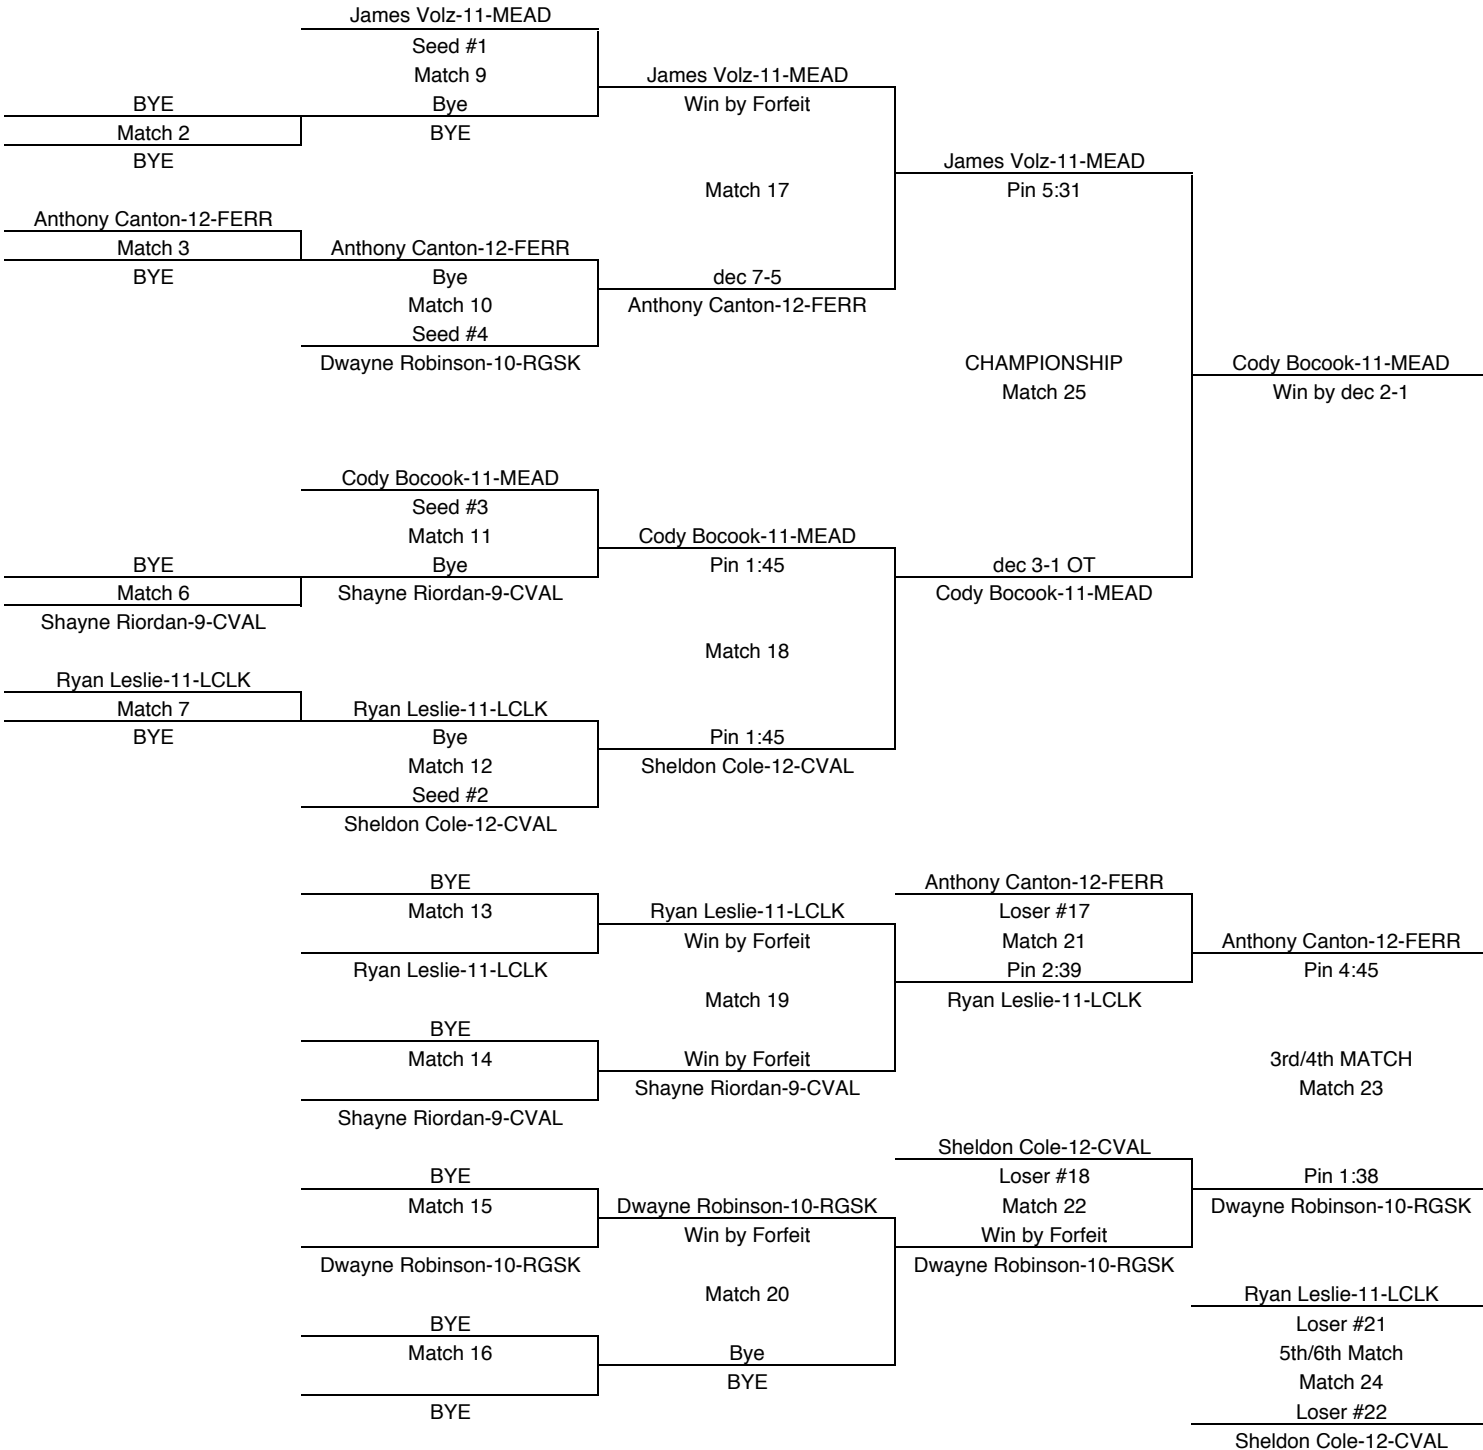 James Volz-11-MEAD
Seed #1
Match 9
James Volz-11-MEAD
BYE
Bye
Win by Forfeit
Match 2
BYE
BYE
James Volz-11-MEAD
Match 17
Pin 5:31
Anthony Canton-12-FERR
Match 3
Anthony Canton-12-FERR
BYE
Bye
dec 7-5
Match 10
Anthony Canton-12-FERR
Seed #4
Dwayne Robinson-10-RGSK
CHAMPIONSHIP
Cody Bocook-11-MEAD
Match 25
Win by dec 2-1
Cody Bocook-11-MEAD
Seed #3
Match 11
Cody Bocook-11-MEAD
BYE
Bye
Pin 1:45
dec 3-1 OT
Match 6
Shayne Riordan-9-CVAL
Cody Bocook-11-MEAD
Shayne Riordan-9-CVAL
Match 18
Ryan Leslie-11-LCLK
Match 7
Ryan Leslie-11-LCLK
BYE
Bye
Pin 1:45
Match 12
Sheldon Cole-12-CVAL
Seed #2
Sheldon Cole-12-CVAL
BYE
Anthony Canton-12-FERR
Match 13
Ryan Leslie-11-LCLK
Loser #17
Win by Forfeit
Match 21
Anthony Canton-12-FERR
Ryan Leslie-11-LCLK
Pin 2:39
Pin 4:45
Match 19
Ryan Leslie-11-LCLK
BYE
Match 14
Win by Forfeit
3rd/4th MATCH
Shayne Riordan-9-CVAL
Match 23
Shayne Riordan-9-CVAL
Sheldon Cole-12-CVAL
BYE
Loser #18
Pin 1:38
Match 15
Dwayne Robinson-10-RGSK
Match 22
Dwayne Robinson-10-RGSK
Win by Forfeit
Win by Forfeit
Dwayne Robinson-10-RGSK
Dwayne Robinson-10-RGSK
Match 20
Ryan Leslie-11-LCLK
BYE
Loser #21
Match 16
Bye
5th/6th Match
BYE
Match 24
BYE
Loser #22
Sheldon Cole-12-CVAL